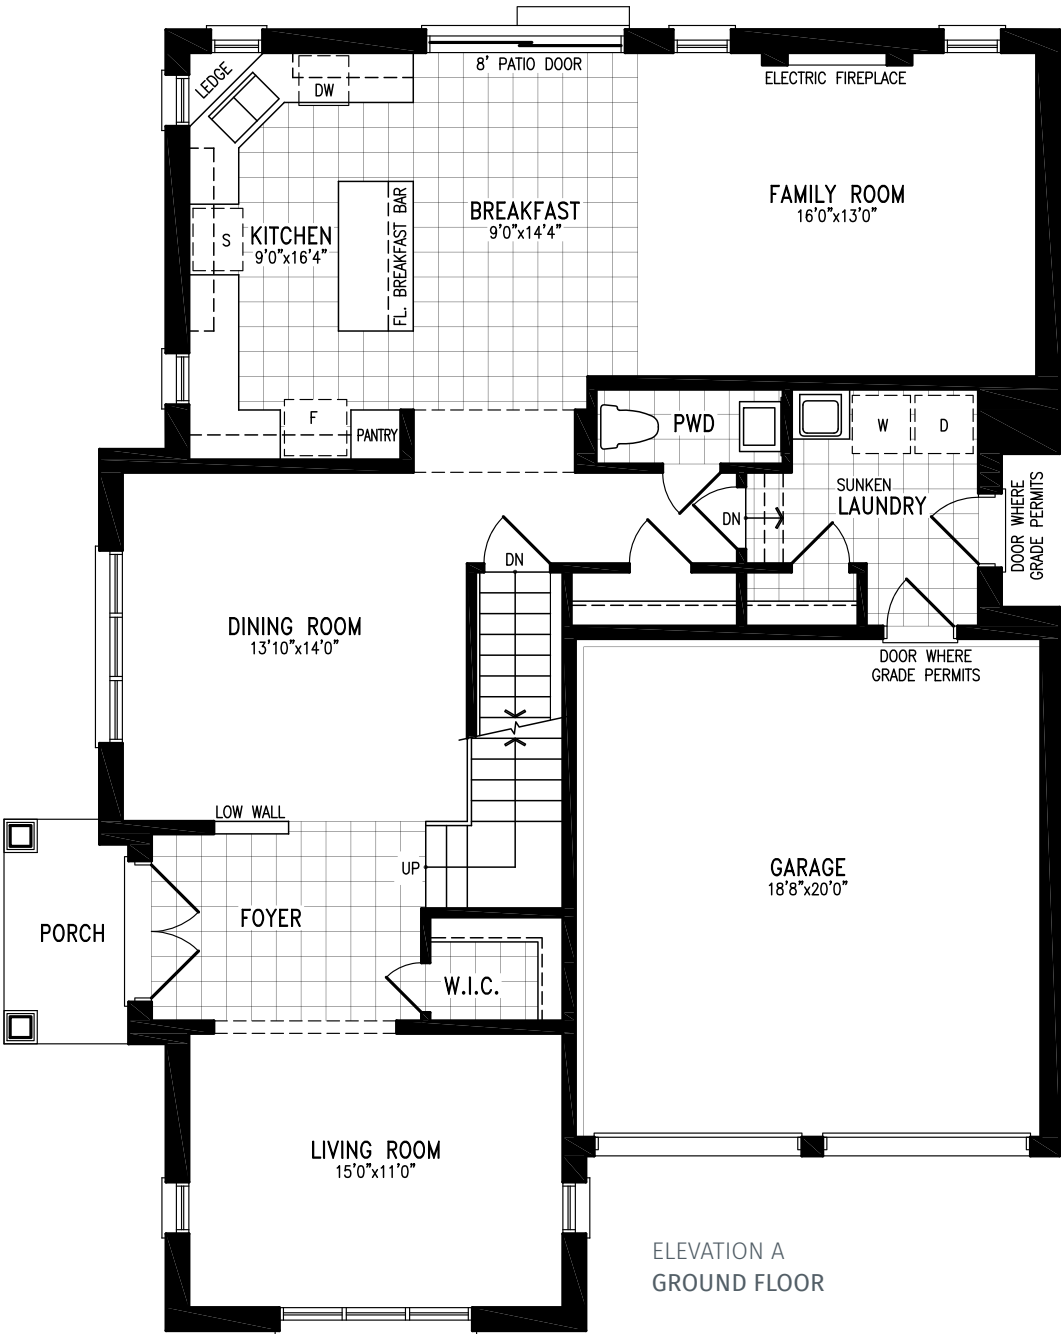 8' PATIO DOOR
LEDGE
DW
ELECTRIC FIREPLACE
FAMILY ROOM
16'0"x13'0"
BREAKFAST
9'0"x14'4"
S
KITCHEN
9'0"x16'4"
FL. BREAKFAST BAR
F
PANTRY
PWD
W
D
SUNKEN
LAUNDRY
DN
DOOR WHERE
GRADE PERMITS
DN
DINING ROOM
13'10"x14'0"
DOOR WHERE
GRADE PERMITS
LOW WALL
UP
GARAGE
18'8"x20'0"
FOYER
PORCH
W.I.C.
LIVING ROOM
15'0"x11'0"
ELEVATION A
GROUND FLOOR